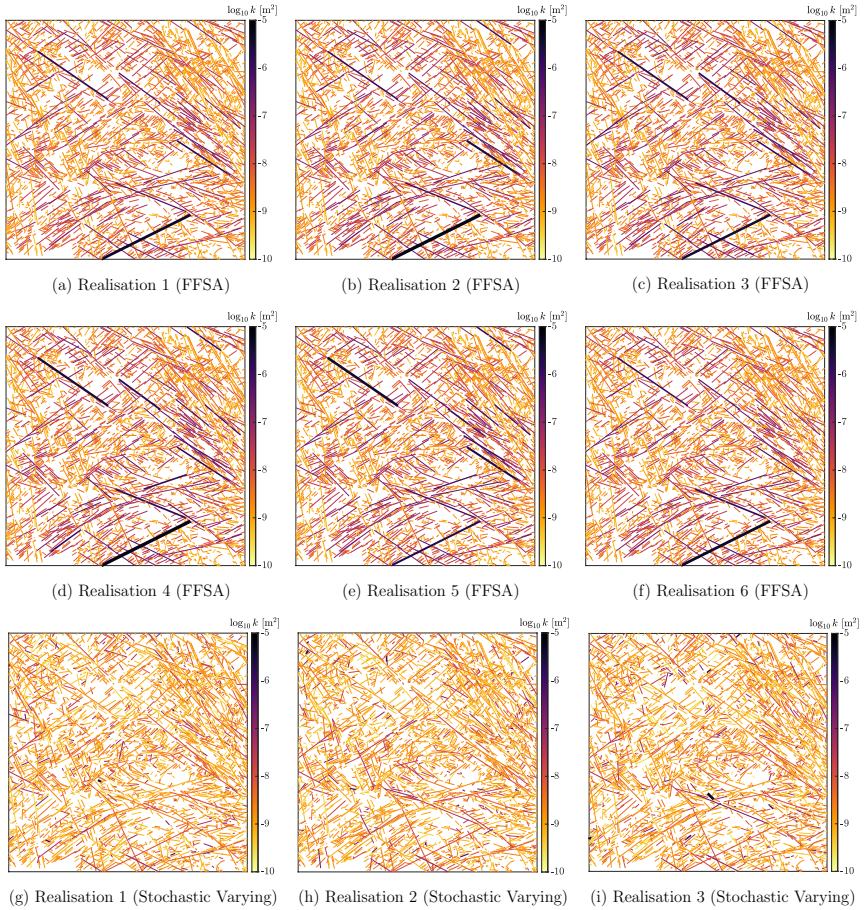 log₁₀ k [m²] log₁₀ k [m²] log₁₀ k [m²]
-5 -5 -5
-6 -6 -6
-7 -7 -7
-8 -8 -8
-9 -9 -9
-10 -10 -10
(a) Realisation 1 (FFSA) (b) Realisation 2 (FFSA) (c) Realisation 3 (FFSA)
log₁₀ k [m²] log₁₀ k [m²] log₁₀ k [m²]
-5 -5 -5
-6 -6 -6
-7 -7 -7
-8 -8 -8
-9 -9 -9
-10 -10 -10
(d) Realisation 4 (FFSA) (e) Realisation 5 (FFSA) (f) Realisation 6 (FFSA)
log₁₀ k [m²] log₁₀ k [m²] log₁₀ k [m²]
-5 -5 -5
-6 -6 -6
-7 -7 -7
-8 -8 -8
-9 -9 -9
-10 -10 -10
(g) Realisation 1 (Stochastic Varying) (h) Realisation 2 (Stochastic Varying) (i) Realisation 3 (Stochastic Varying)